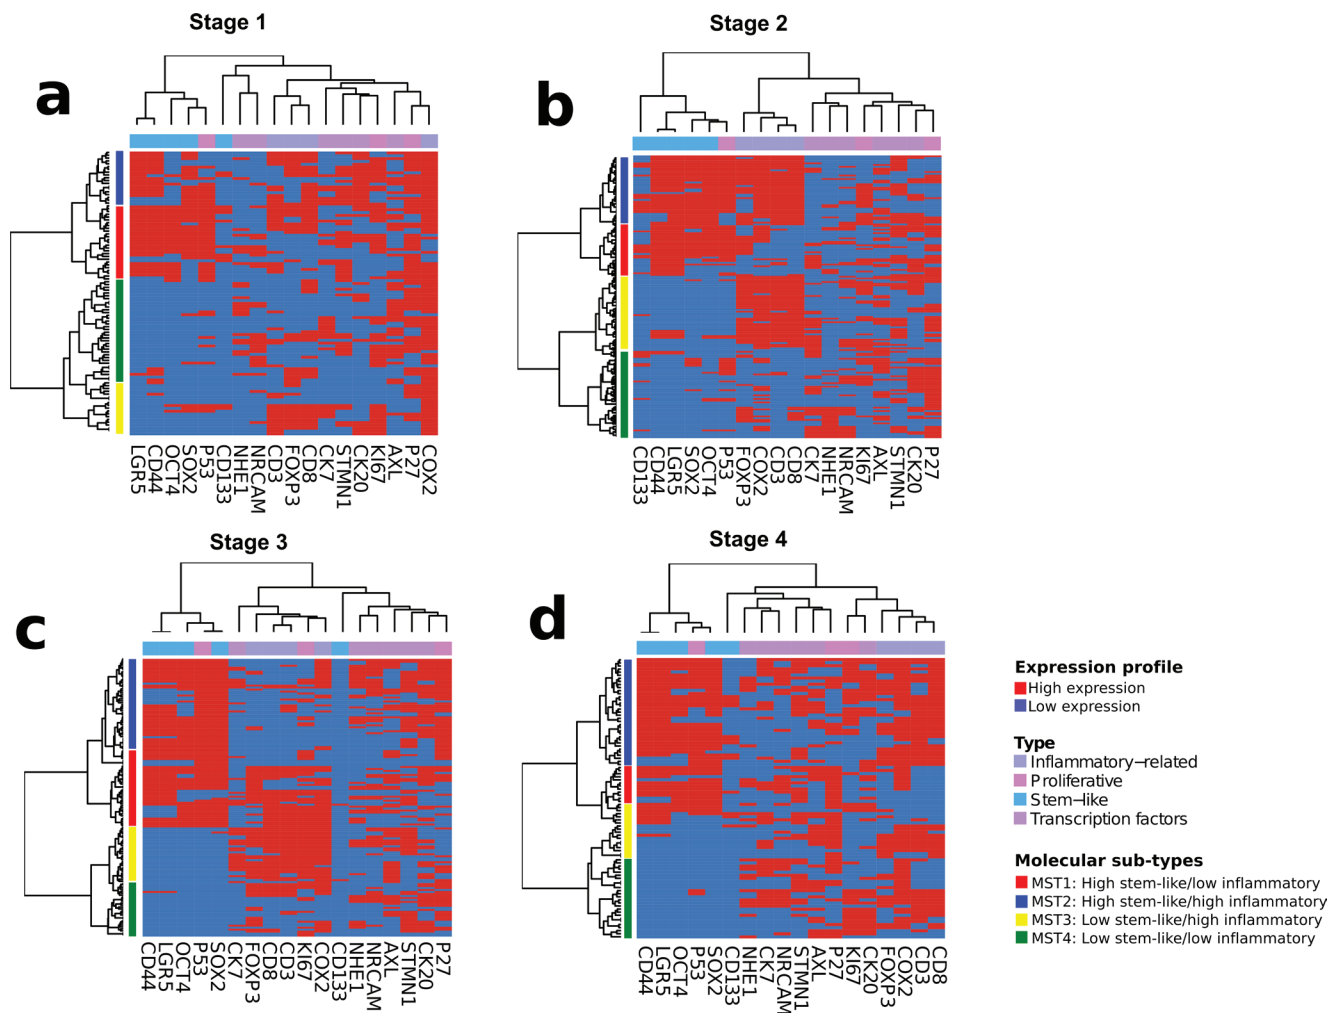 Stage 1
a
LGR5
CD44
OCT4
SOX2
P53
CD133
NHE1
NRCAM
CD3
FOXP3
CD8
CK7
STMN1
CK20
KI67
AXL
P27
COX2
Stage 2
b
CD133
CD44
LGR5
SOX2
OCT4
P53
FOXP3
COX2
CD3
CD8
CK7
NHE1
NRCAM
KI67
AXL
STMN1
CK20
P27
Stage 3
c
CD44
LGR5
OCT4
P53
SOX2
CK7
FOXP3
CD8
CD3
KI67
COX2
CD133
NHE1
NRCAM
AXL
STMN1
CK20
P27
Stage 4
d
CD44
LGR5
OCT4
P53
SOX2
CD133
NHE1
CK7
NRCAM
STMN1
AXL
P27
KI67
CK20
FOXP3
COX2
CD3
CD8
Expression profile
High expression
Low expression
Type
Inflammatory−related
Proliferative
Stem−like
Transcription factors
Molecular sub-types
MST1: High stem-like/low inflammatory
MST2: High stem-like/high inflammatory
MST3: Low stem-like/high inflammatory
MST4: Low stem-like/low inflammatory